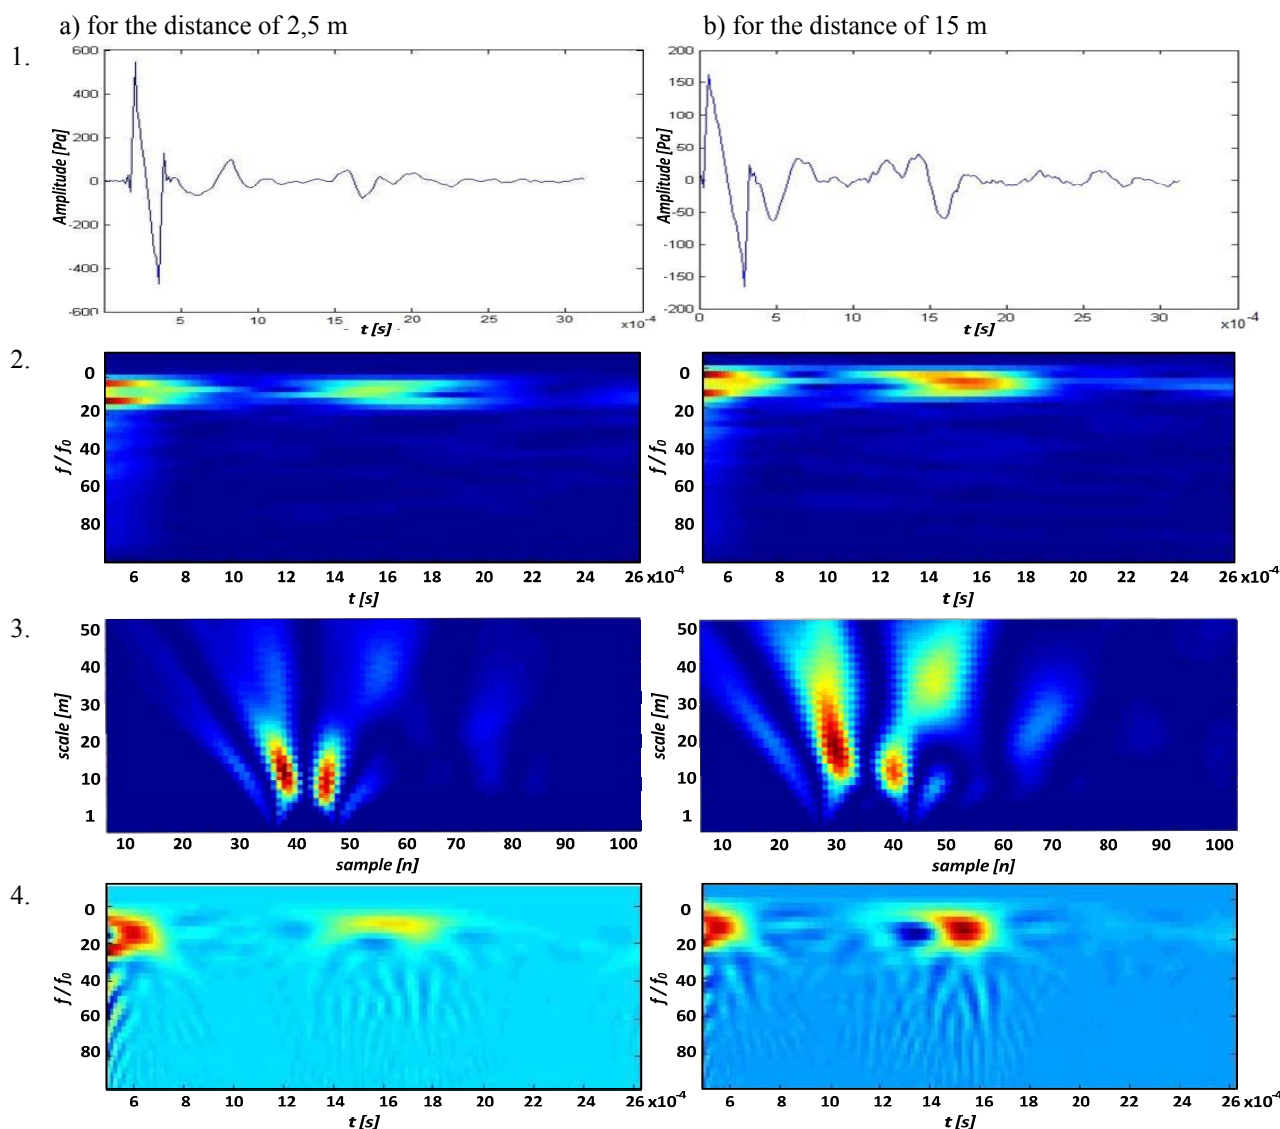 a) for the distance of 2,5 m
b) for the distance of 15 m
1.
600
400
200
0
200
-400
-600
Amplitude [Pa]
5
10
15
20
25
30
x10⁻⁴
t [s]
200
150
100
50
0
-50
-100
-150
-200
Amplitude [Pa]
0
5
10
15
20
25
30
x10⁻⁴
t [s]
2.
0
20
40
60
80
f / f₀
6 8 10 12 14 16 18 20 22 24 26 x10⁻⁴
t [s]
0
20
40
60
80
f / f₀
6 8 10 12 14 16 18 20 22 24 26 x10⁻⁴
t [s]
3.
50
40
30
20
10
1
scale [m]
10 20 30 40 50 60 70 80 90 100
sample [n]
50
40
30
20
10
1
scale [m]
10 20 30 40 50 60 70 80 90 100
sample [n]
4.
0
20
40
60
80
f / f₀
6 8 10 12 14 16 18 20 22 24 26 x10⁻⁴
t [s]
0
20
40
60
80
f / f₀
6 8 10 12 14 16 18 20 22 24 26 x10⁻⁴
t [s]